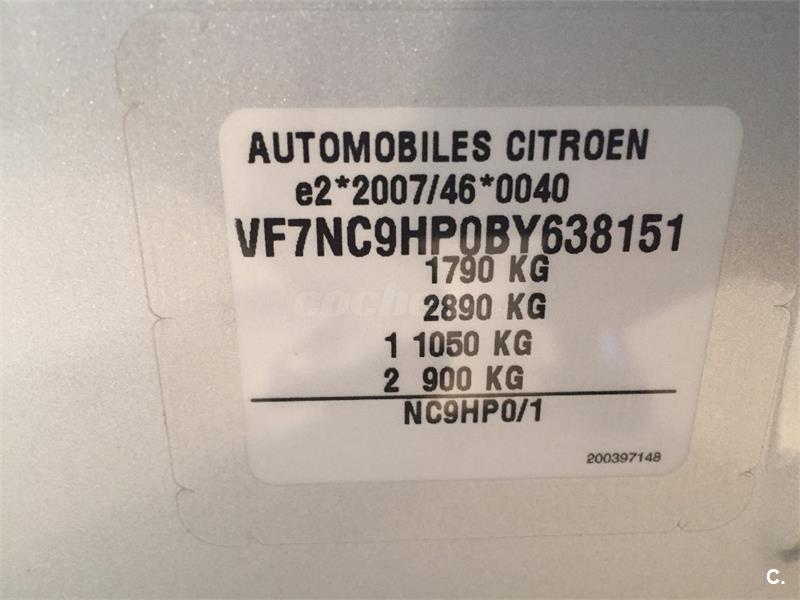 AUTOMOBILES CITROEN
e2*2007/46*0040
VF7NC9HP0BY638151
1790 KG
2890 KG
1 1050 KG
2 900 KG
NC9HP0/1
200397148
C.